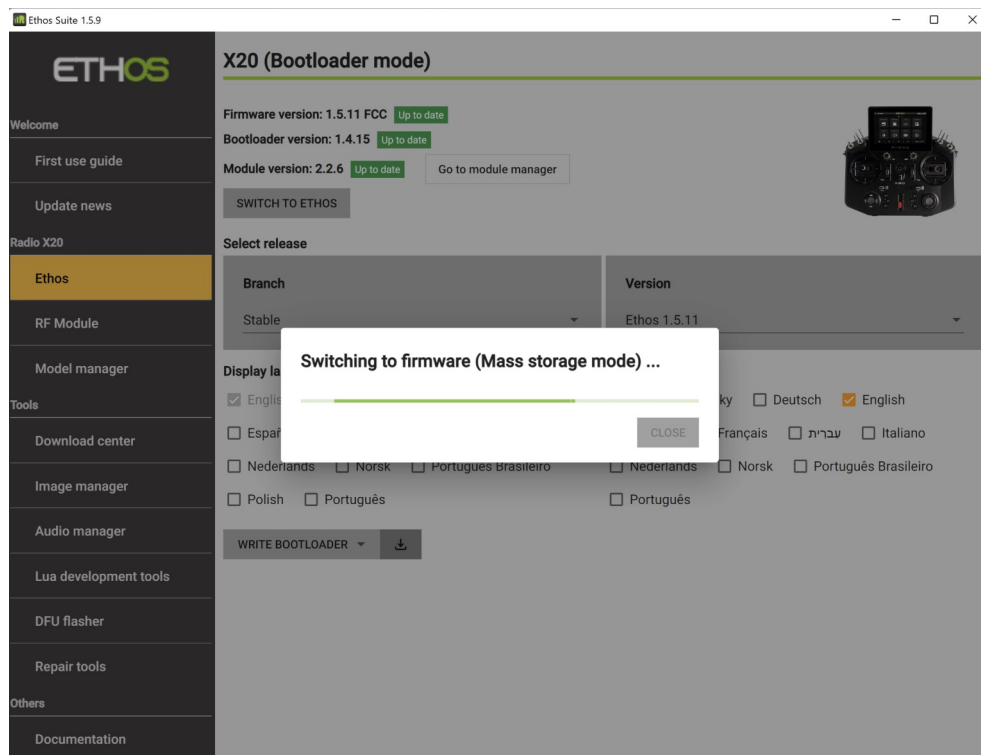 Ethos Suite 1.5.9
ETHOS
Welcome
First use guide
Update news
Radio X20
Ethos
RF Module
Model manager
Tools
Download center
Image manager
Audio manager
Lua development tools
DFU flasher
Repair tools
Others
Documentation
X20 (Bootloader mode)
Firmware version: 1.5.11 FCC Up to date
Bootloader version: 1.4.15 Up to date
Module version: 2.2.6 Up to date Go to module manager
SWITCH TO ETHOS
Select release
Branch Version
Stable Ethos 1.5.11
Switching to firmware (Mass storage mode) ...
CLOSE
Display la
Englis ky Deutsch English
Españ Français עברית Italiano
Nederlands Norsk Português Brasileiro Nederlands Norsk Português Brasileiro
Polish Português Português
WRITE BOOTLOADER